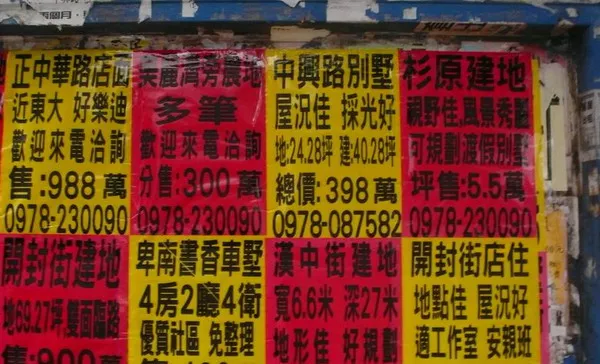 正中華路店面
近東大 好樂迪
歡迎來電洽詢
售:988萬
0978-230090
美麗灣旁農地
多筆
歡迎來電洽詢
分售:300萬
0978-230090
中興路別墅
屋況佳 採光好
地:24.28坪 建:40.28坪
總價:398萬
0978-087582
杉原建地
視野佳,風景秀麗
可規劃渡假別墅
坪售:5.5萬
0978-230090
開封街建地
地69.27坪 雙面臨路
售:900萬
卑南書香車墅
4房2廳4衛
優質社區 免整理
漢中街建地
寬6.6米 深27米
地形佳 好規劃
開封街店住
地點佳 屋況好
適工作室 安親班